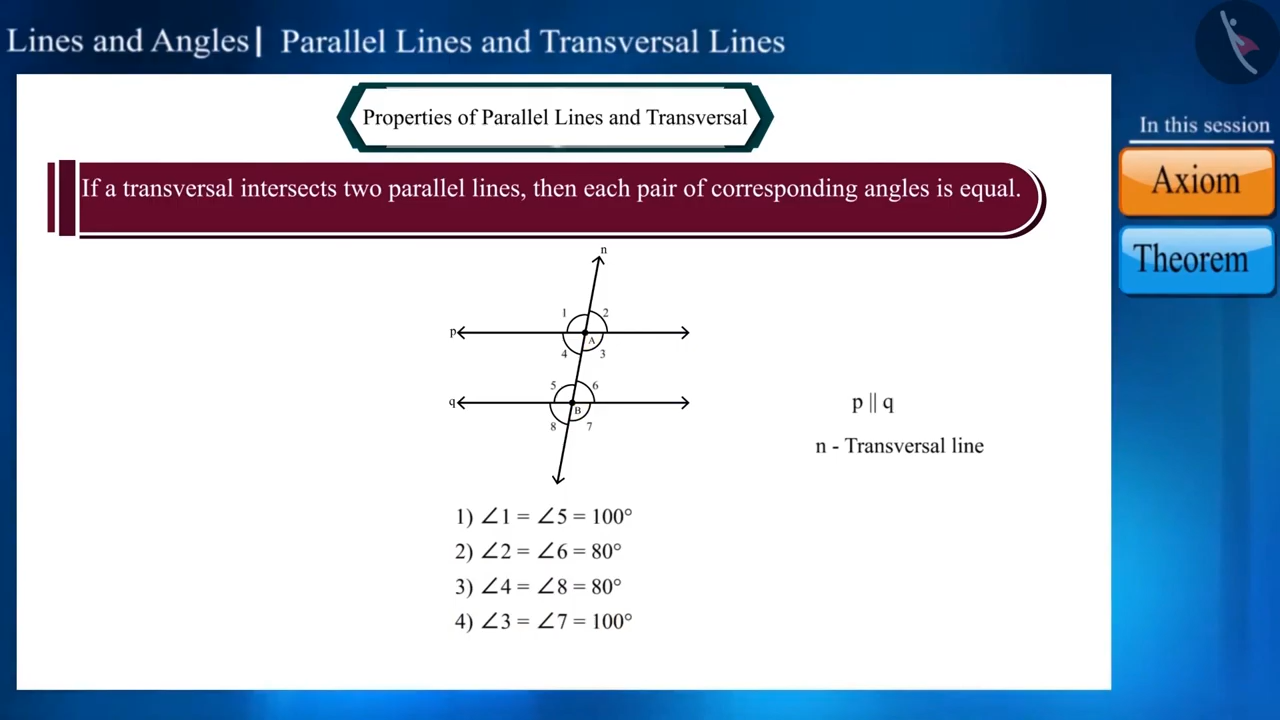 Lines and Angles| Parallel Lines and Transversal Lines
In this session
Axiom
Theorem
Properties of Parallel Lines and Transversal
If a transversal intersects two parallel lines, then each pair of corresponding angles is equal.
n
1 2
p
A
4 3
5 6
q
B
8 7
p || q
n - Transversal line
1) ∠1 = ∠5 = 100°
2) ∠2 = ∠6 = 80°
3) ∠4 = ∠8 = 80°
4) ∠3 = ∠7 = 100°